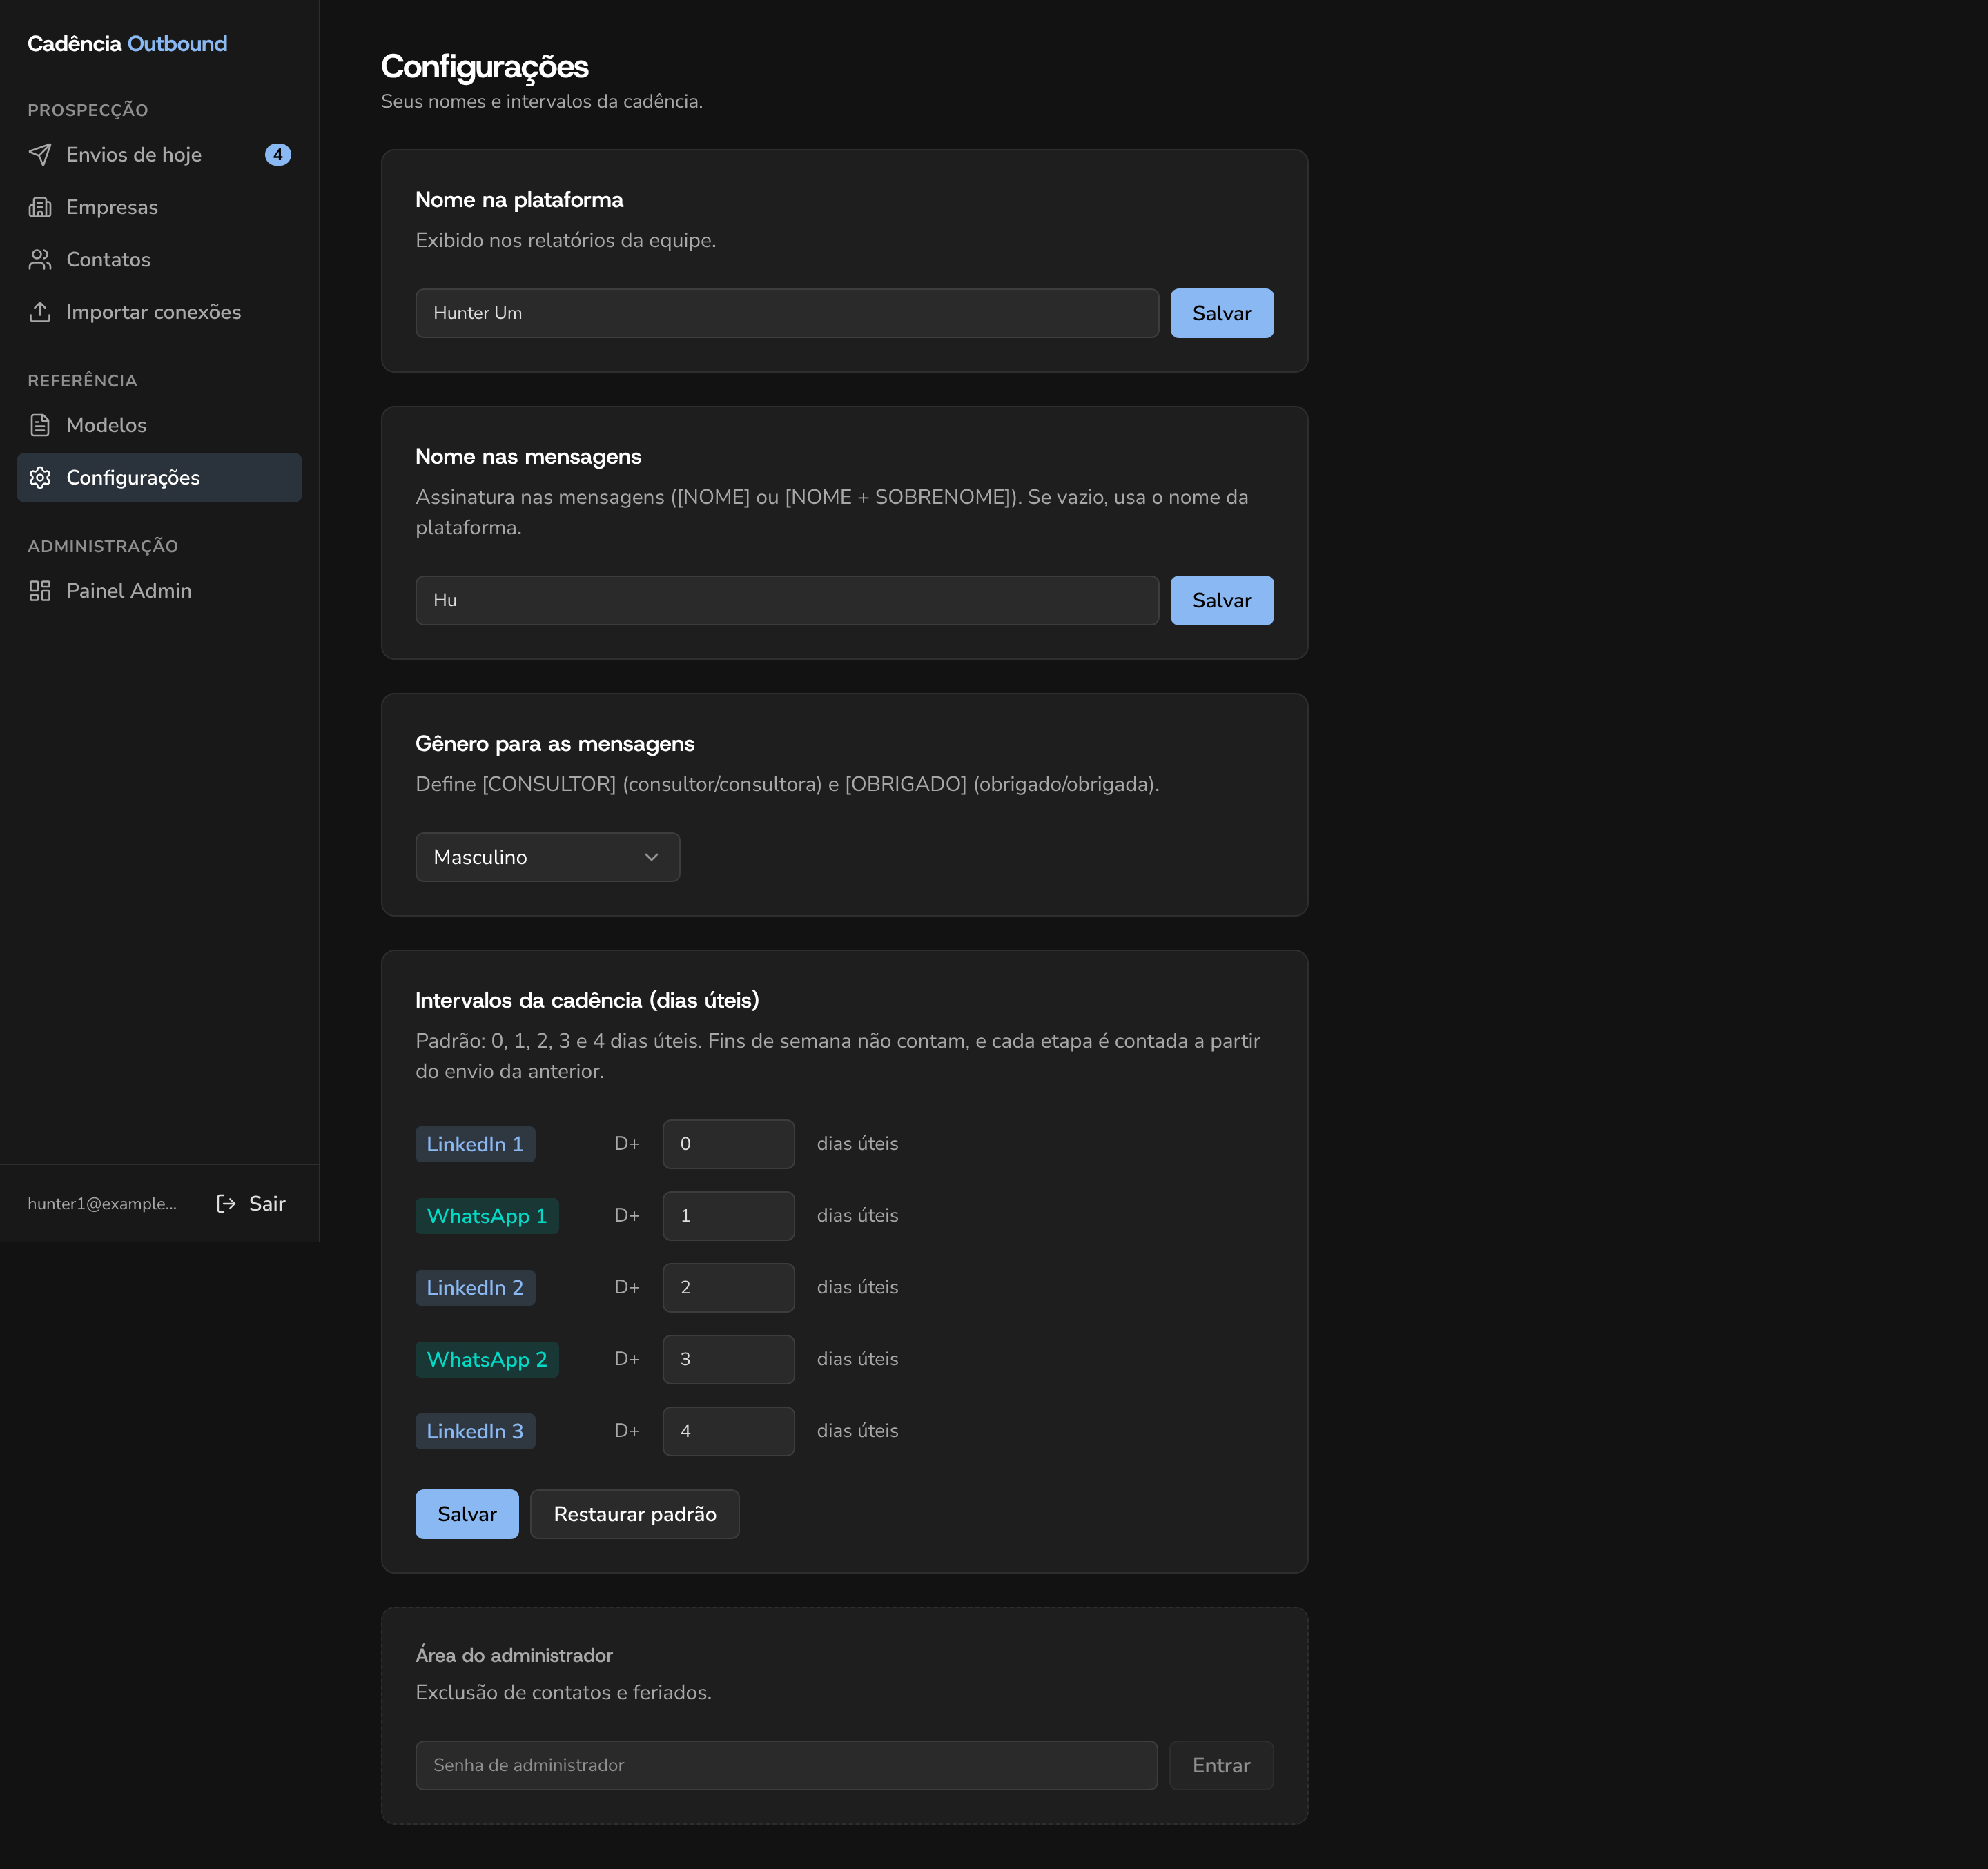 Cadência Outbound
PROSPECÇÃO
Envios de hoje 4
Empresas
Contatos
Importar conexões
REFERÊNCIA
Modelos
Configurações
ADMINISTRAÇÃO
Painel Admin
hunter1@example... Sair
Configurações
Seus nomes e intervalos da cadência.
Nome na plataforma
Exibido nos relatórios da equipe.
Hunter Um Salvar
Nome nas mensagens
Assinatura nas mensagens ([NOME] ou [NOME + SOBRENOME]). Se vazio, usa o nome da
plataforma.
Hu Salvar
Gênero para as mensagens
Define [CONSULTOR] (consultor/consultora) e [OBRIGADO] (obrigado/obrigada).
Masculino
Intervalos da cadência (dias úteis)
Padrão: 0, 1, 2, 3 e 4 dias úteis. Fins de semana não contam, e cada etapa é contada a partir
do envio da anterior.
LinkedIn 1 D+ 0 dias úteis
WhatsApp 1 D+ 1 dias úteis
LinkedIn 2 D+ 2 dias úteis
WhatsApp 2 D+ 3 dias úteis
LinkedIn 3 D+ 4 dias úteis
Salvar Restaurar padrão
Área do administrador
Exclusão de contatos e feriados.
Senha de administrador Entrar